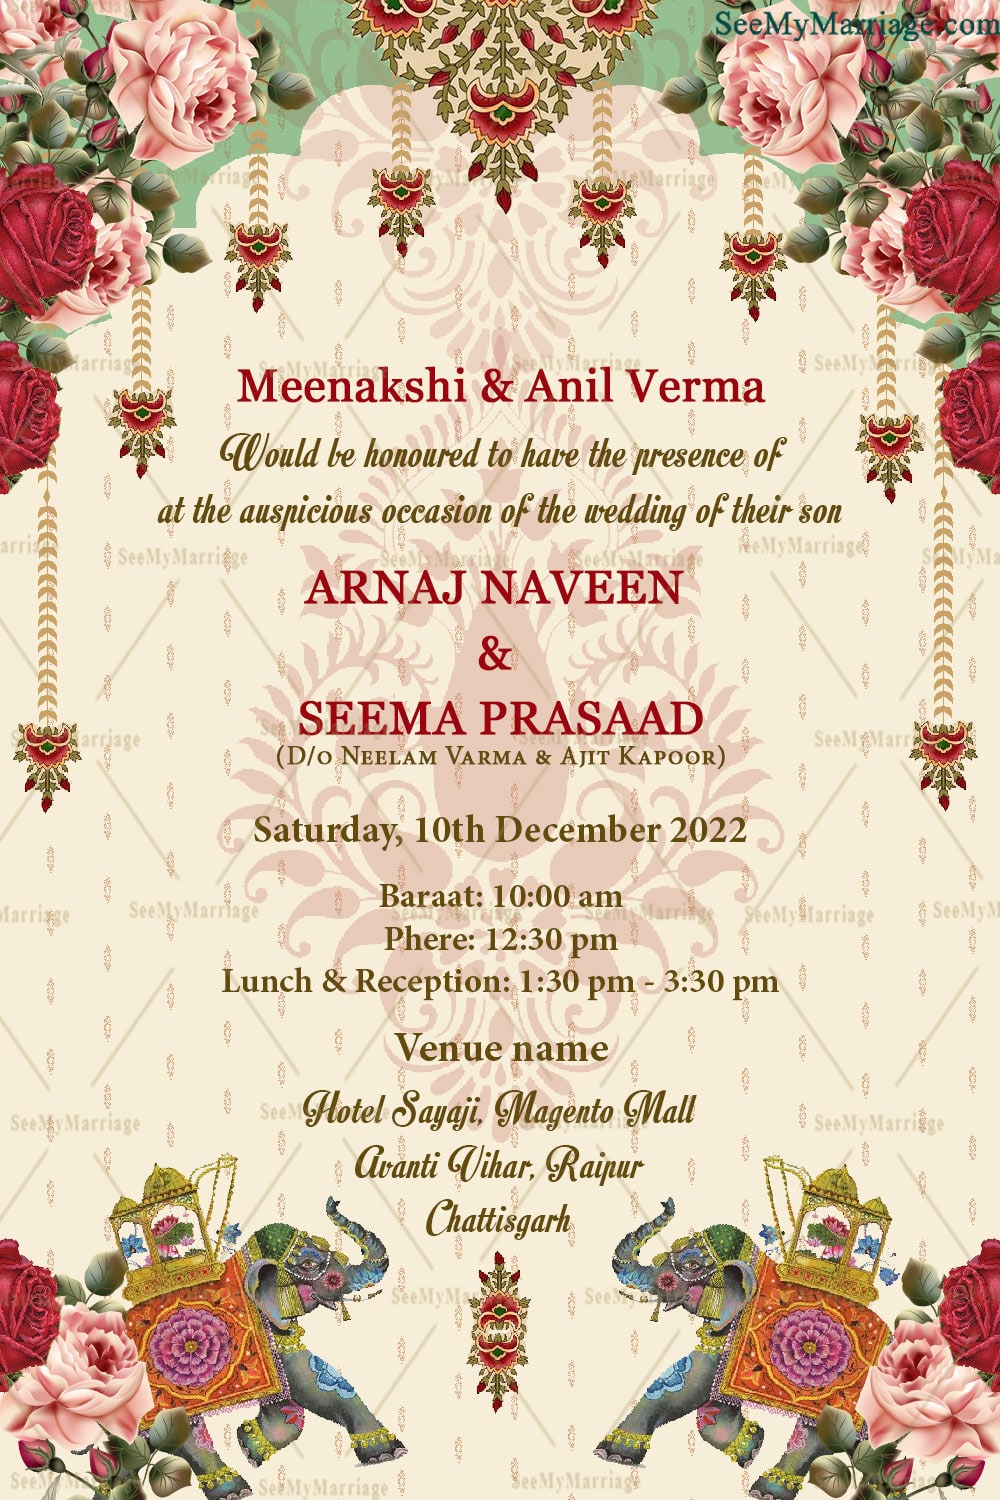 SeeMyMarriage.com
Meenakshi & Anil Verma
Would be honoured to have the presence of
at the auspicious occasion of the wedding of their son
ARNAJ NAVEEN
&
SEEMA PRASAAD
(D/o Neelam Varma & Ajit Kapoor)
Saturday, 10th December 2022
Baraat: 10:00 am
Phere: 12:30 pm
Lunch & Reception: 1:30 pm - 3:30 pm
Venue name
Hotel Sayaji, Magento Mall
Avanti Vihar, Raipur
Chattisgarh